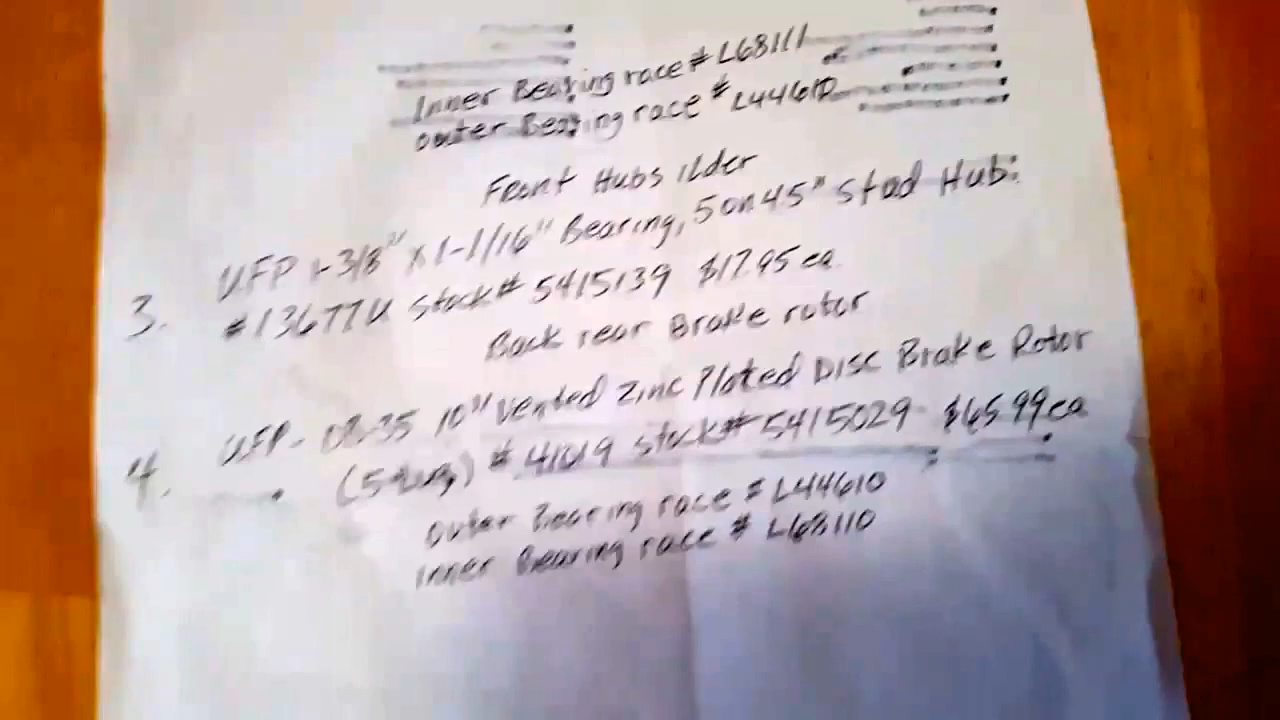 Inner Bearing race # L68111
outer Bearing race # L44610
Front Hubs ilder
UFP 1-3/8" x 1-1/16" Bearing, 5 on 45" Stud Hub:
3. #13677U Stock# 5415139 $17.95 ea.
Back rear Brake rotor
UFP- DB-35 10" Vented Zinc Plated Disc Brake Rotor
4. (5-Lug) # 41019 Stock# 5415029 $65.99 ea
outer Bearing race # L44610
inner Bearing race # L68110